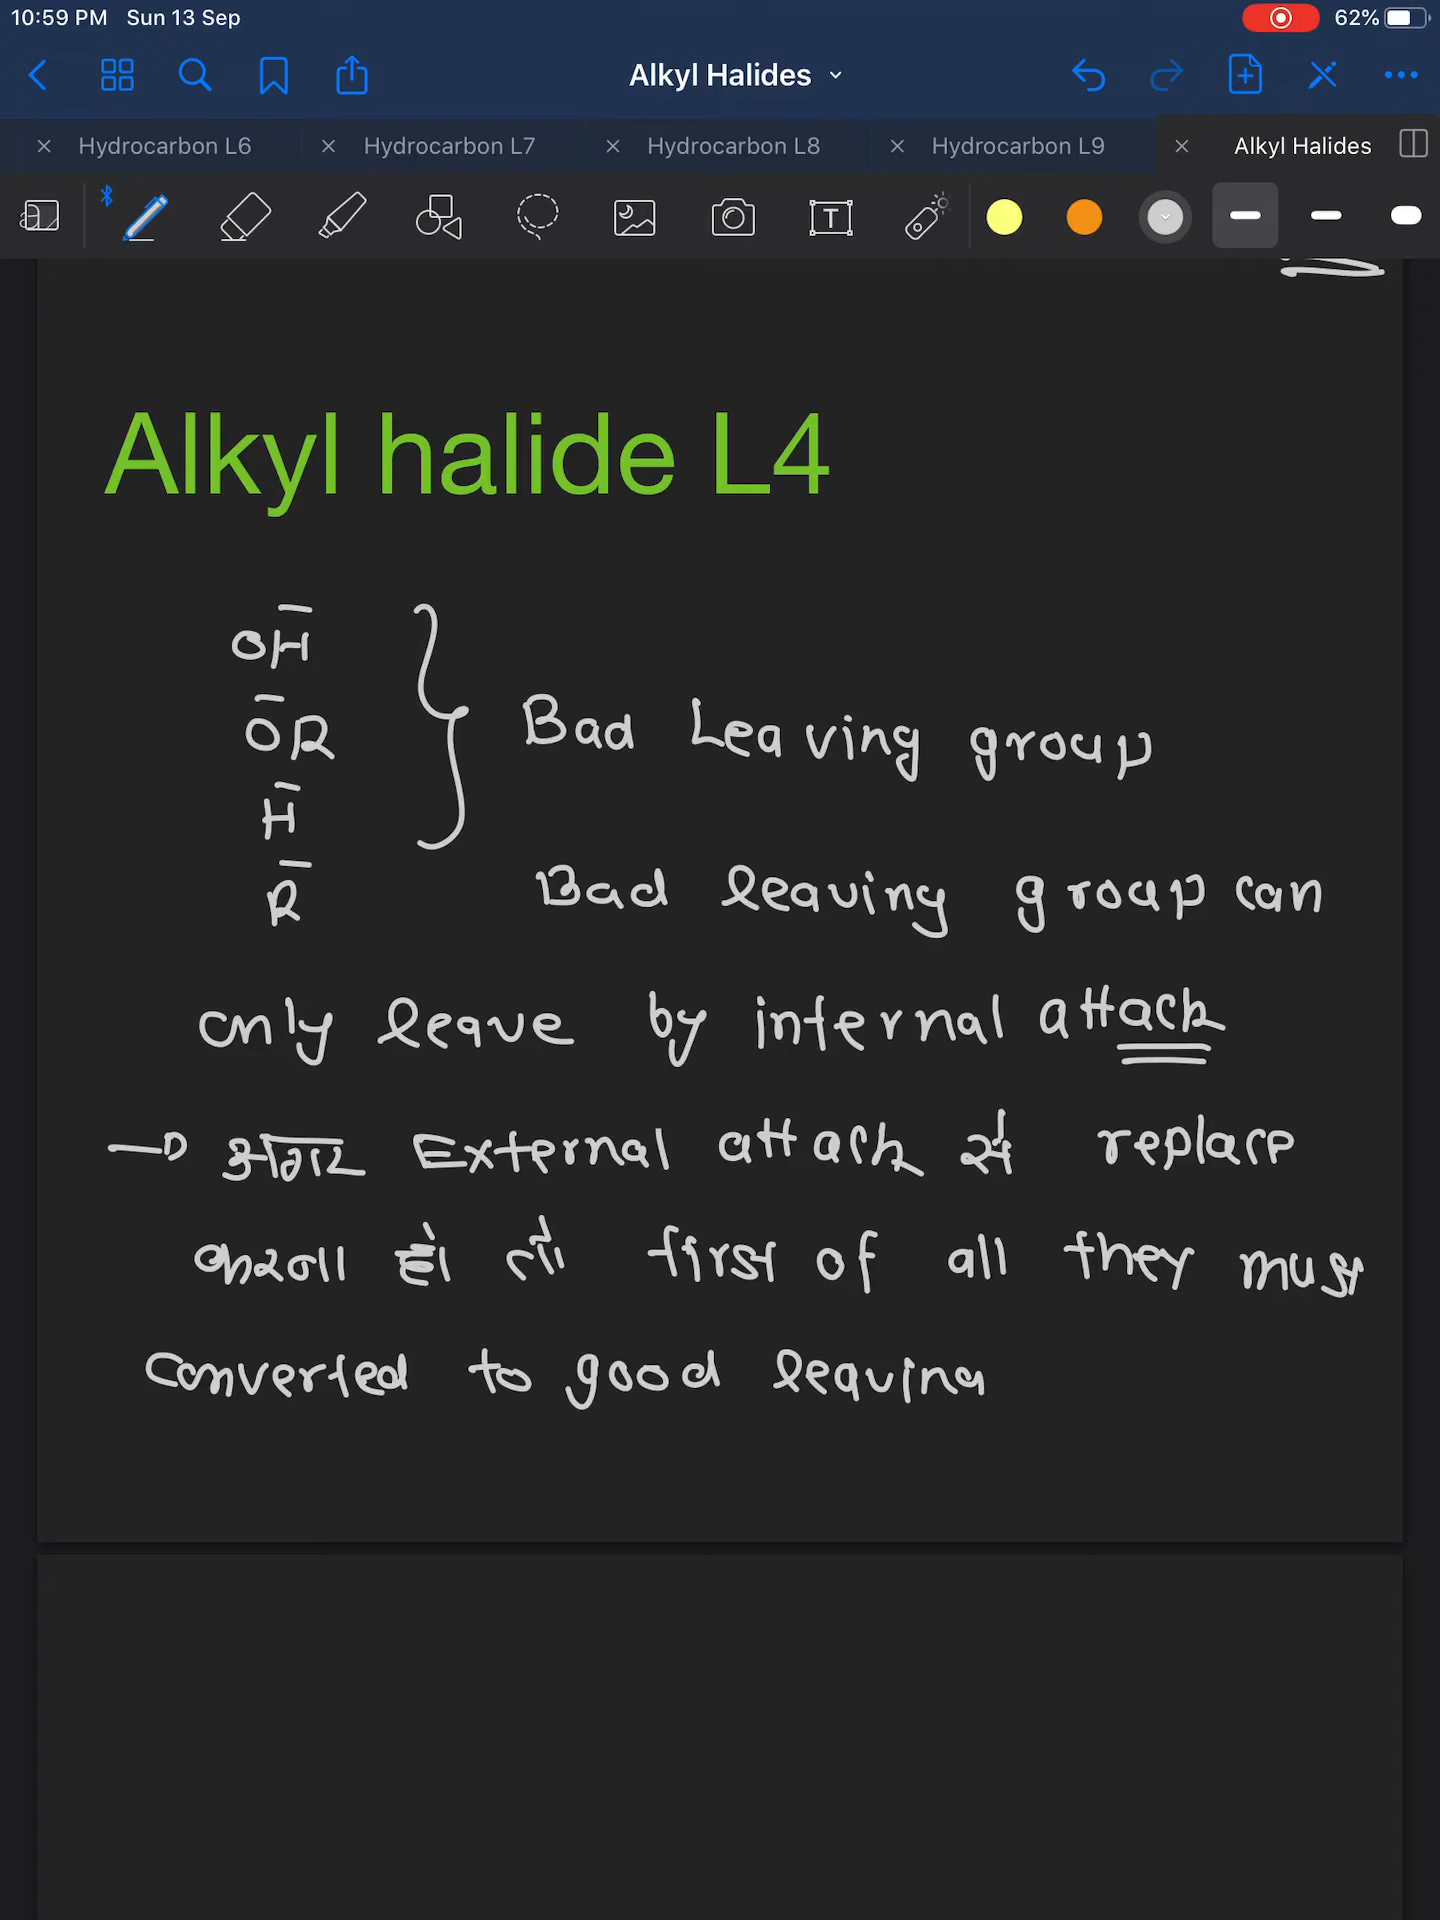 10:59 PM Sun 13 Sep 62%
Alkyl Halides
Hydrocarbon L6 Hydrocarbon L7 Hydrocarbon L8 Hydrocarbon L9 Alkyl Halides
Alkyl halide L4
OH̄
ŌR Bad Leaving group
H̄
R̄ Bad leaving group can
only leave by internal attack
→ अगर External attack से replace
करना हो तो first of all they must
converted to good leaving